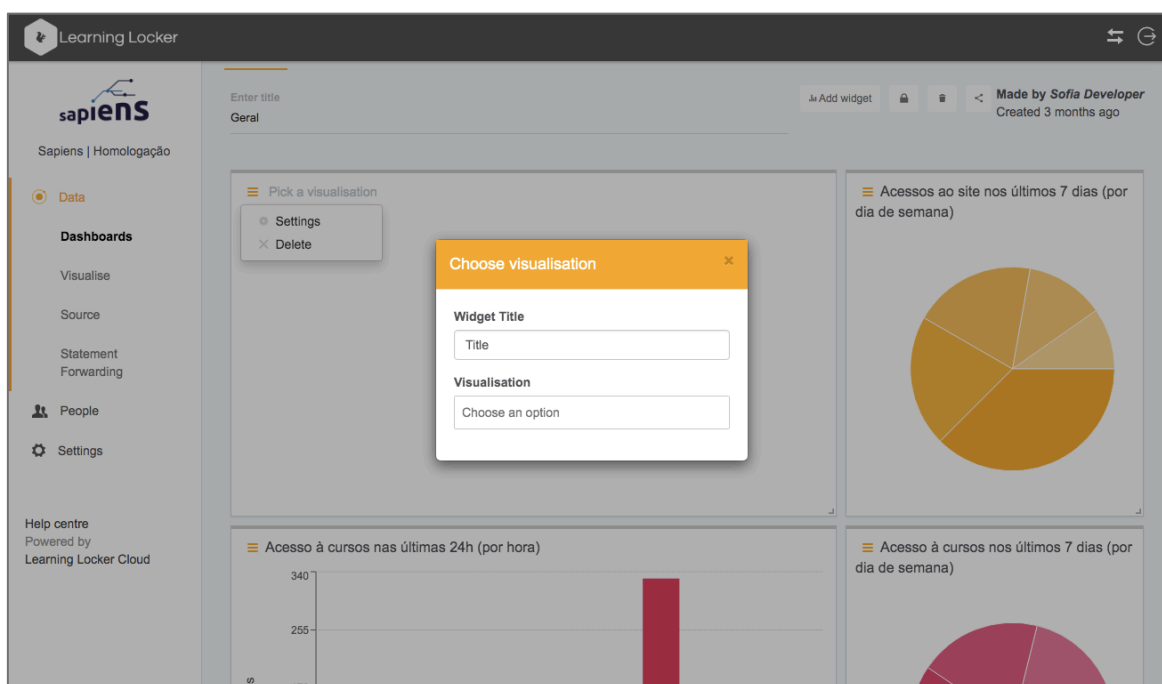 Learning Locker
sapiens
Sapiens | Homologação
Data
Dashboards
Visualise
Source
Statement
Forwarding
People
Settings
Help centre
Powered by
Learning Locker Cloud
Enter title
Geral
Add widget
Made by Sofia Developer
Created 3 months ago
Pick a visualisation
Settings
Delete
Choose visualisation
Widget Title
Title
Visualisation
Choose an option
Acessos ao site nos últimos 7 dias (por
dia de semana)
Acesso à cursos nas últimas 24h (por hora)
340
255
Acesso à cursos nos últimos 7 dias (por
dia de semana)